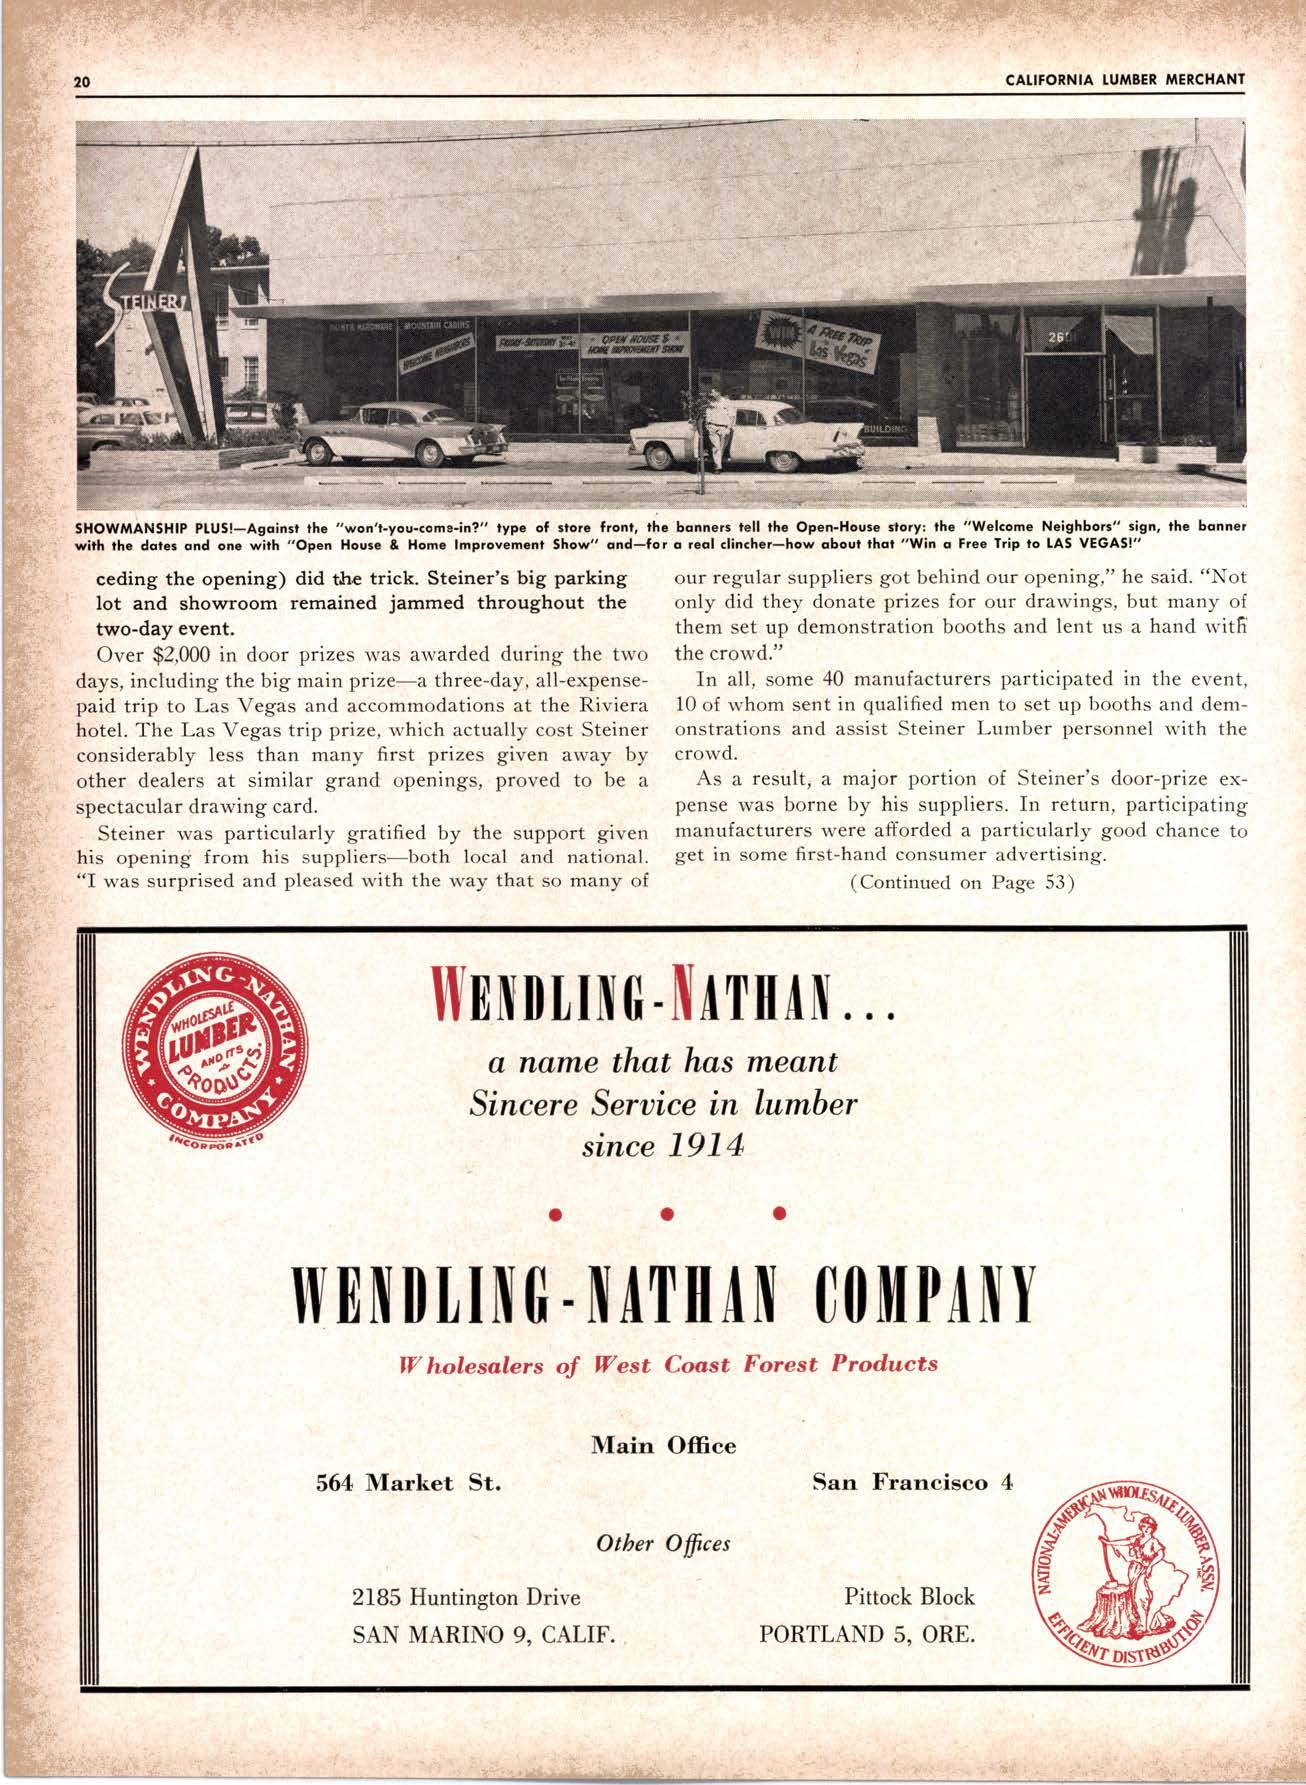 20
CALIFORNIA LUMBER MERCHANT
STEINER
PAINTS HARDWARE
MOUNTAIN CABINS
WELCOME NEIGHBORS
FRIDAY-SATURDAY MAY 3-4
OPEN HOUSE &
HOME IMPROVEMENT SHOW
WIN A FREE TRIP
to Las Vegas
BUILDING
SHOWMANSHIP PLUS!—Against the "won't-you-come-in?" type of store front, the banners tell the Open-House story: the "Welcome Neighbors" sign, the banner
with the dates and one with "Open House & Home Improvement Show" and—for a real clincher—how about that "Win a Free Trip to LAS VEGAS!"
ceding the opening) did the trick. Steiner's big parking
lot and showroom remained jammed throughout the
two-day event.
Over $2,000 in door prizes was awarded during the two
days, including the big main prize—a three-day, all-expense-
paid trip to Las Vegas and accommodations at the Riviera
hotel. The Las Vegas trip prize, which actually cost Steiner
considerably less than many first prizes given away by
other dealers at similar grand openings, proved to be a
spectacular drawing card.
Steiner was particularly gratified by the support given
his opening from his suppliers—both local and national.
"I was surprised and pleased with the way that so many of
our regular suppliers got behind our opening," he said. "Not
only did they donate prizes for our drawings, but many of
them set up demonstration booths and lent us a hand with
the crowd."
In all, some 40 manufacturers participated in the event,
10 of whom sent in qualified men to set up booths and dem-
onstrations and assist Steiner Lumber personnel with the
crowd.
As a result, a major portion of Steiner's door-prize ex-
pense was borne by his suppliers. In return, participating
manufacturers were afforded a particularly good chance to
get in some first-hand consumer advertising.
(Continued on Page 53)
WENDLING-NATHAN COMPANY
INCORPORATED
WHOLESALE
LUMBER
AND ITS
PRODUCTS.
WENDLING-NATHAN...
a name that has meant
Sincere Service in lumber
since 1914
WENDLING-NATHAN COMPANY
Wholesalers of West Coast Forest Products
Main Office
564 Market St.
San Francisco 4
Other Offices
2185 Huntington Drive
SAN MARINO 9, CALIF.
Pittock Block
PORTLAND 5, ORE.
NATIONAL-AMERICAN WHOLESALE LUMBER ASSN. INC.
EFFICIENT DISTRIBUTION